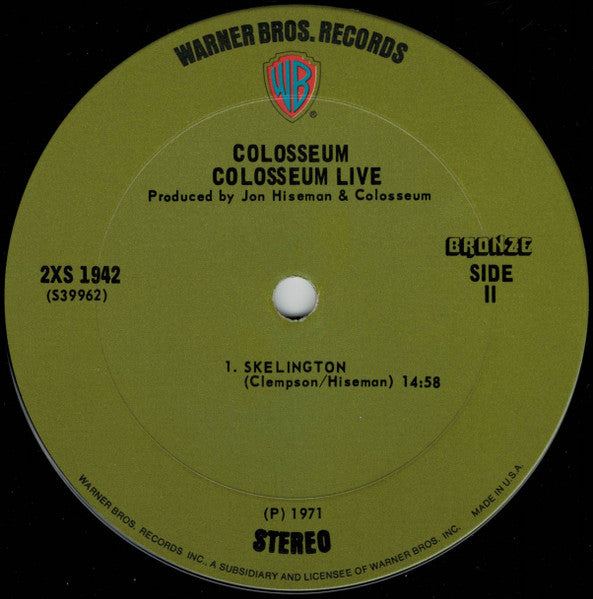 WARNER BROS. RECORDS
WB
®
COLOSSEUM
COLOSSEUM LIVE
Produced by Jon Hiseman & Colosseum
2XS 1942
(S39962)
BRONZE
SIDE
II
1. SKELINGTON
(Clempson/Hiseman) 14:58
(P) 1971
STEREO
WARNER BROS. RECORDS INC., A SUBSIDIARY AND LICENSEE OF WARNER BROS. INC.
MADE IN U.S.A.